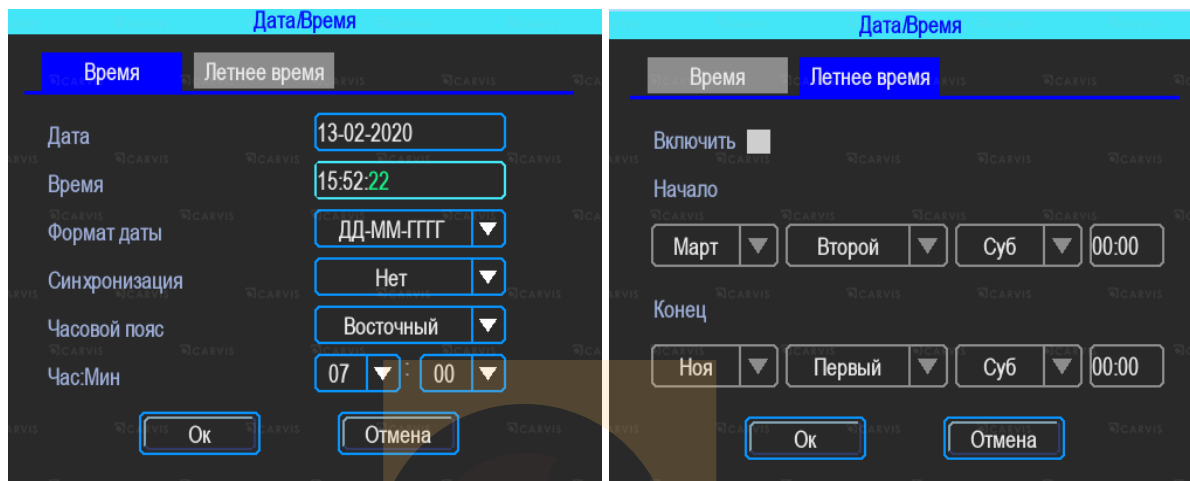 Дата/Время
Время Летнее время
Дата 13-02-2020
Время 15:52:22
Формат даты ДД-ММ-ГГГГ
Синхронизация Нет
Часовой пояс Восточный
Час:Мин 07 : 00
Ок Отмена
Дата/Время
Время Летнее время
Включить
Начало
Март Второй Суб 00:00
Конец
Ноя Первый Суб 00:00
Ок Отмена
CARVIS